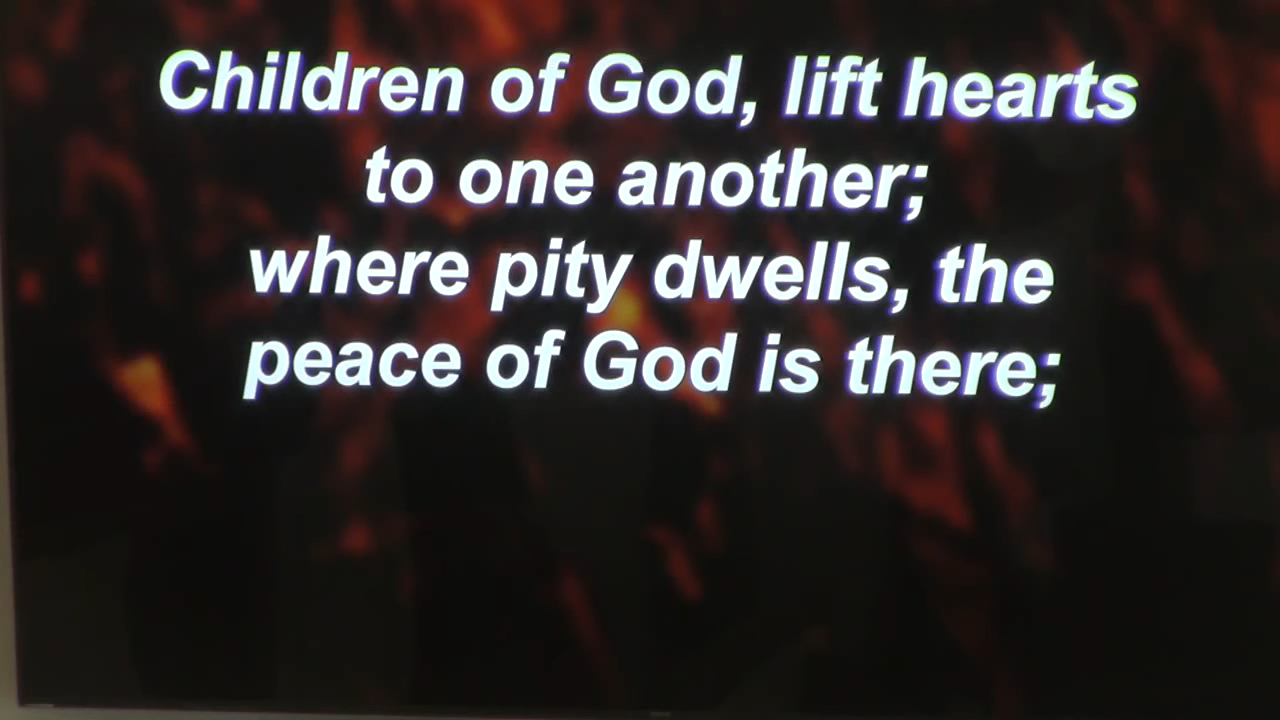 Children of God, lift hearts
to one another;
where pity dwells, the
peace of God is there;